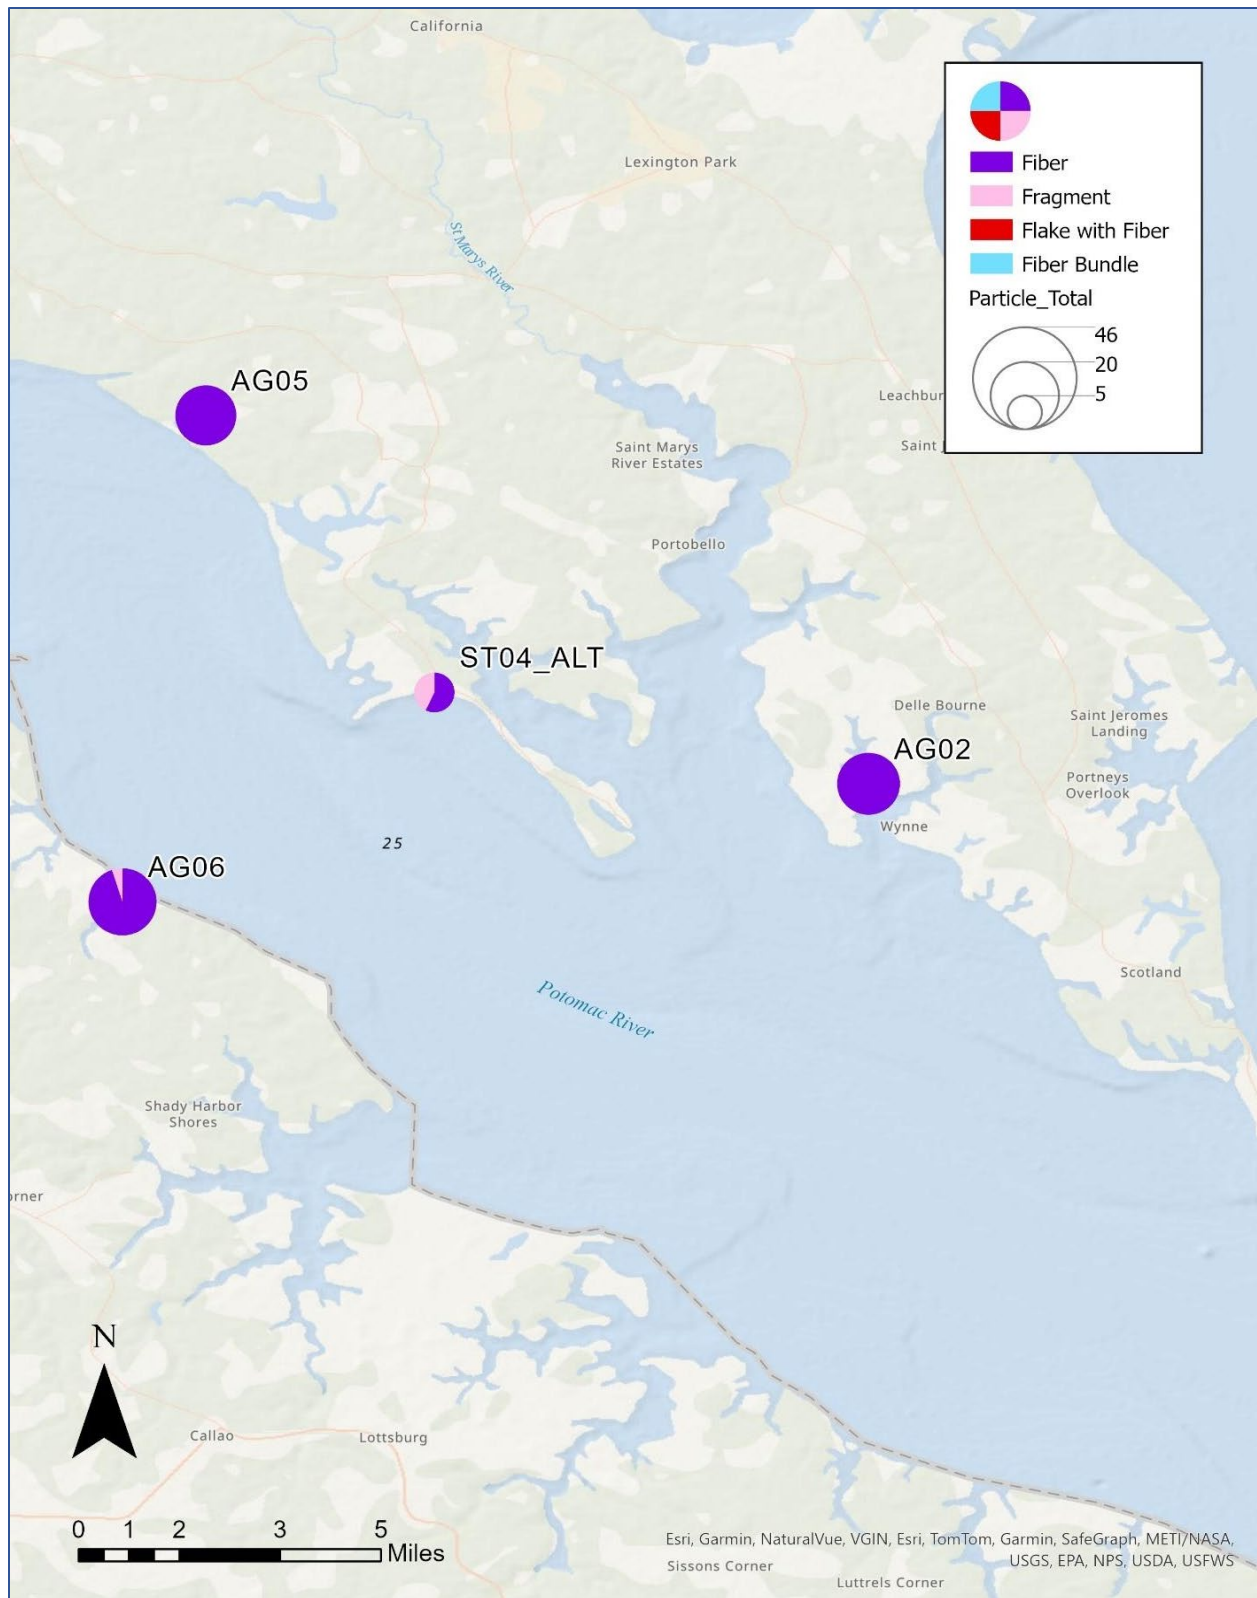 California
Lexington Park
St Marys River
Fiber
Fragment
Flake with Fiber
Fiber Bundle
Particle_Total
46
20
5
AG05
Leachbur
Saint J
Saint Marys
River Estates
Portobello
ST04_ALT
Delle Bourne
Saint Jeromes
Landing
AG02
Portneys
Overlook
Wynne
25
AG06
Scotland
Potomac River
Shady Harbor
Shores
orner
N
Callao
Lottsburg
0 1 2 3 5
Miles
Esri, Garmin, NaturalVue, VGIN, Esri, TomTom, Garmin, SafeGraph, METI/NASA,
USGS, EPA, NPS, USDA, USFWS
Sissons Corner
Luttrels Corner